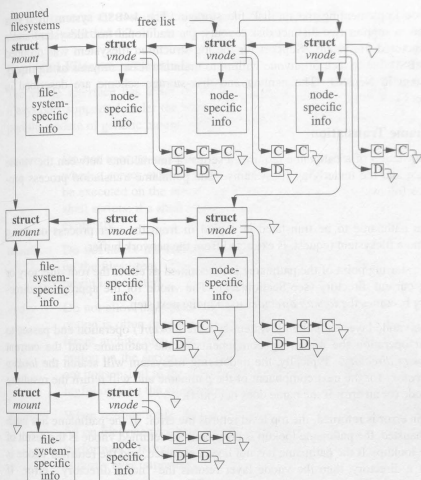 mounted
filesystems
free list
struct
mount
struct
vnode
struct
vnode
struct
vnode
file-
system-
specific
info
node-
specific
info
node-
specific
info
node-
specific
info
C C C
C C
C C
D D
D
struct
mount
struct
vnode
struct
vnode
file-
system-
specific
info
node-
specific
info
node-
specific
info
C C
C C C
D
D D
struct
mount
struct
vnode
file-
system-
specific
info
node-
specific
info
C C C
D D